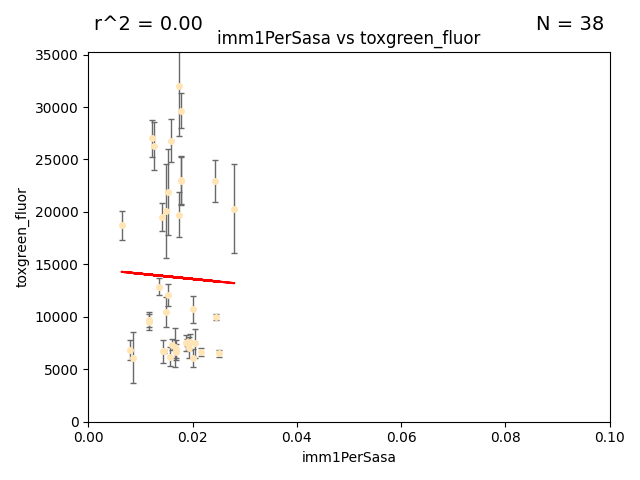 r^2 = 0.00
N = 38
imm1PerSasa vs toxgreen_fluor
35000
30000
25000
20000
15000
10000
5000
0
toxgreen_fluor
0.00
0.02
0.04
0.06
0.08
0.10
imm1PerSasa